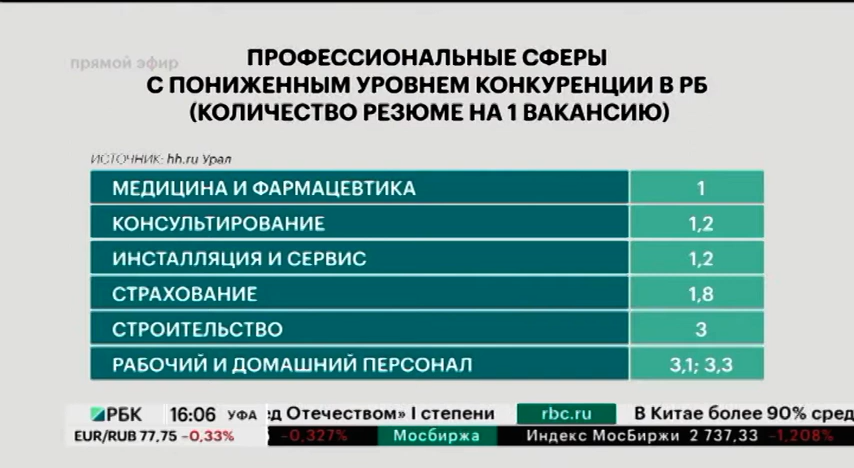 прямой эфир
ПРОФЕССИОНАЛЬНЫЕ СФЕРЫ
С ПОНИЖЕННЫМ УРОВНЕМ КОНКУРЕНЦИИ В РБ
(КОЛИЧЕСТВО РЕЗЮМЕ НА 1 ВАКАНСИЮ)
ИСТОЧНИК: hh.ru Урал
МЕДИЦИНА И ФАРМАЦЕВТИКА 1
КОНСУЛЬТИРОВАНИЕ 1,2
ИНСТАЛЛЯЦИЯ И СЕРВИС 1,2
СТРАХОВАНИЕ 1,8
СТРОИТЕЛЬСТВО 3
РАБОЧИЙ И ДОМАШНИЙ ПЕРСОНАЛ 3,1; 3,3
РБК 16:06 УФА ед Отечеством» I степени rbc.ru В Китае более 90% сред
EUR/RUB 77,75 -0,33% -0,327% Мосбиржа Индекс МосБиржи 2 737,33 -1,208%